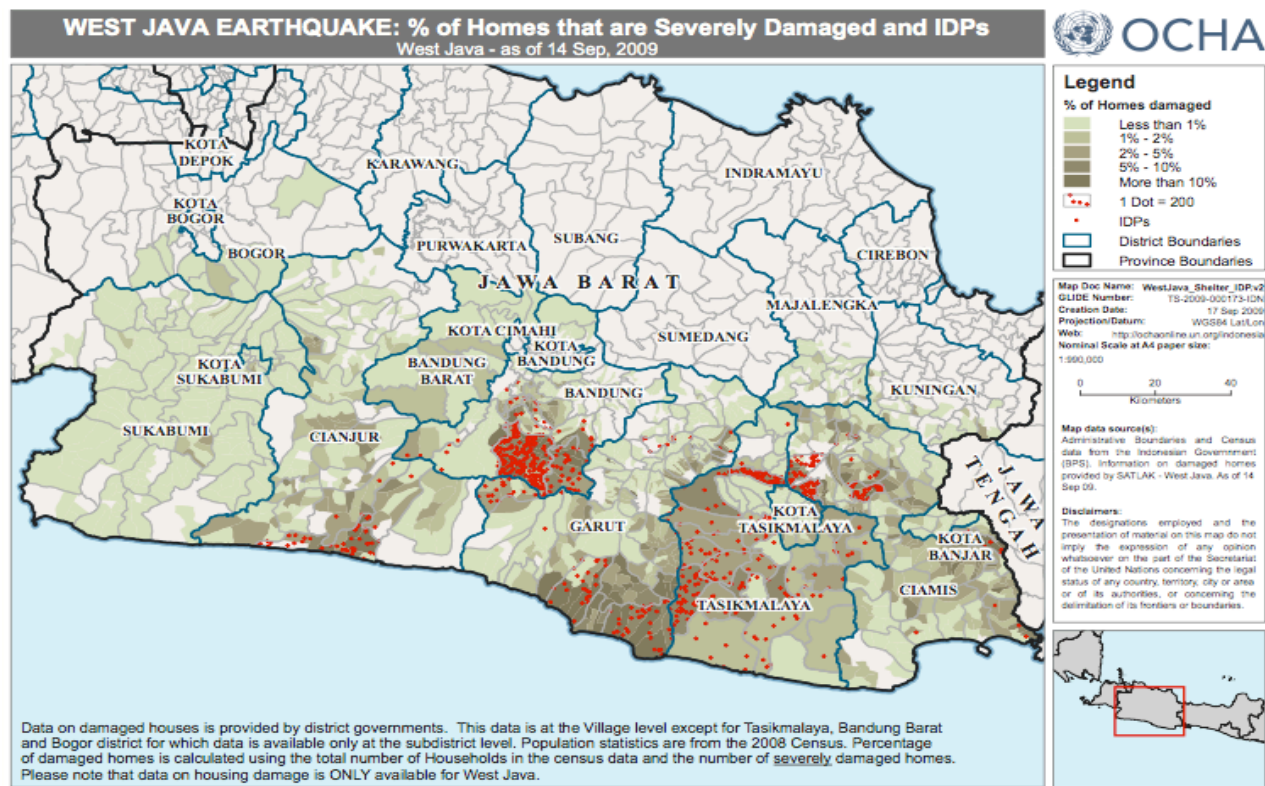 WEST JAVA EARTHQUAKE: % of Homes that are Severely Damaged and IDPs
West Java - as of 14 Sep, 2009
OCHA
KOTA
DEPOK
KARAWANG
INDRAMAYU
KOTA
BOGOR
BOGOR
PURWAKARTA
SUBANG
CIREBON
JAWA BARAT
MAJALENGKA
KOTA CIMAHI
KOTA
BANDUNG
SUMEDANG
KOTA
SUKABUMI
BANDUNG
BARAT
BANDUNG
KUNINGAN
SUKABUMI
CIANJUR
JAWA
TENGAH
GARUT
KOTA
TASIKMALAYA
KOTA
BANJAR
TASIKMALAYA
CIAMIS
Data on damaged houses is provided by district governments. This data is at the Village level except for Tasikmalaya, Bandung Barat
and Bogor district for which data is available only at the subdistrict level. Population statistics are from the 2008 Census. Percentage
of damaged homes is calculated using the total number of Households in the census data and the number of severely damaged homes.
Please note that data on housing damage is ONLY available for West Java.
Legend
% of Homes damaged
Less than 1%
1% - 2%
2% - 5%
5% - 10%
More than 10%
1 Dot = 200
IDPs
District Boundaries
Province Boundaries
Map Doc Name: WestJava_Shelter_IDP.v2
GLIDE Number: TS-2009-000173-IDN
Creation Date: 17 Sep 2009
Projection/Datum: WGS84 Lat/Lon
Web: http://ochaonline.un.org/indonesia
Nominal Scale at A4 paper size:
1:990,000
0 20 40
Kilometers
Map data source(s):
Administrative Boundaries and Census
data from the Indonesian Government
(BPS). Information on damaged homes
provided by SATLAK - West Java. As of 14
Sep 09.
Disclaimers:
The designations employed and the
presentation of material on this map do not
imply the expression of any opinion
whatsoever on the part of the Secretariat
of the United Nations concerning the legal
status of any country, territory, city or area
or of its authorities, or concerning the
delimitation of its frontiers or boundaries.